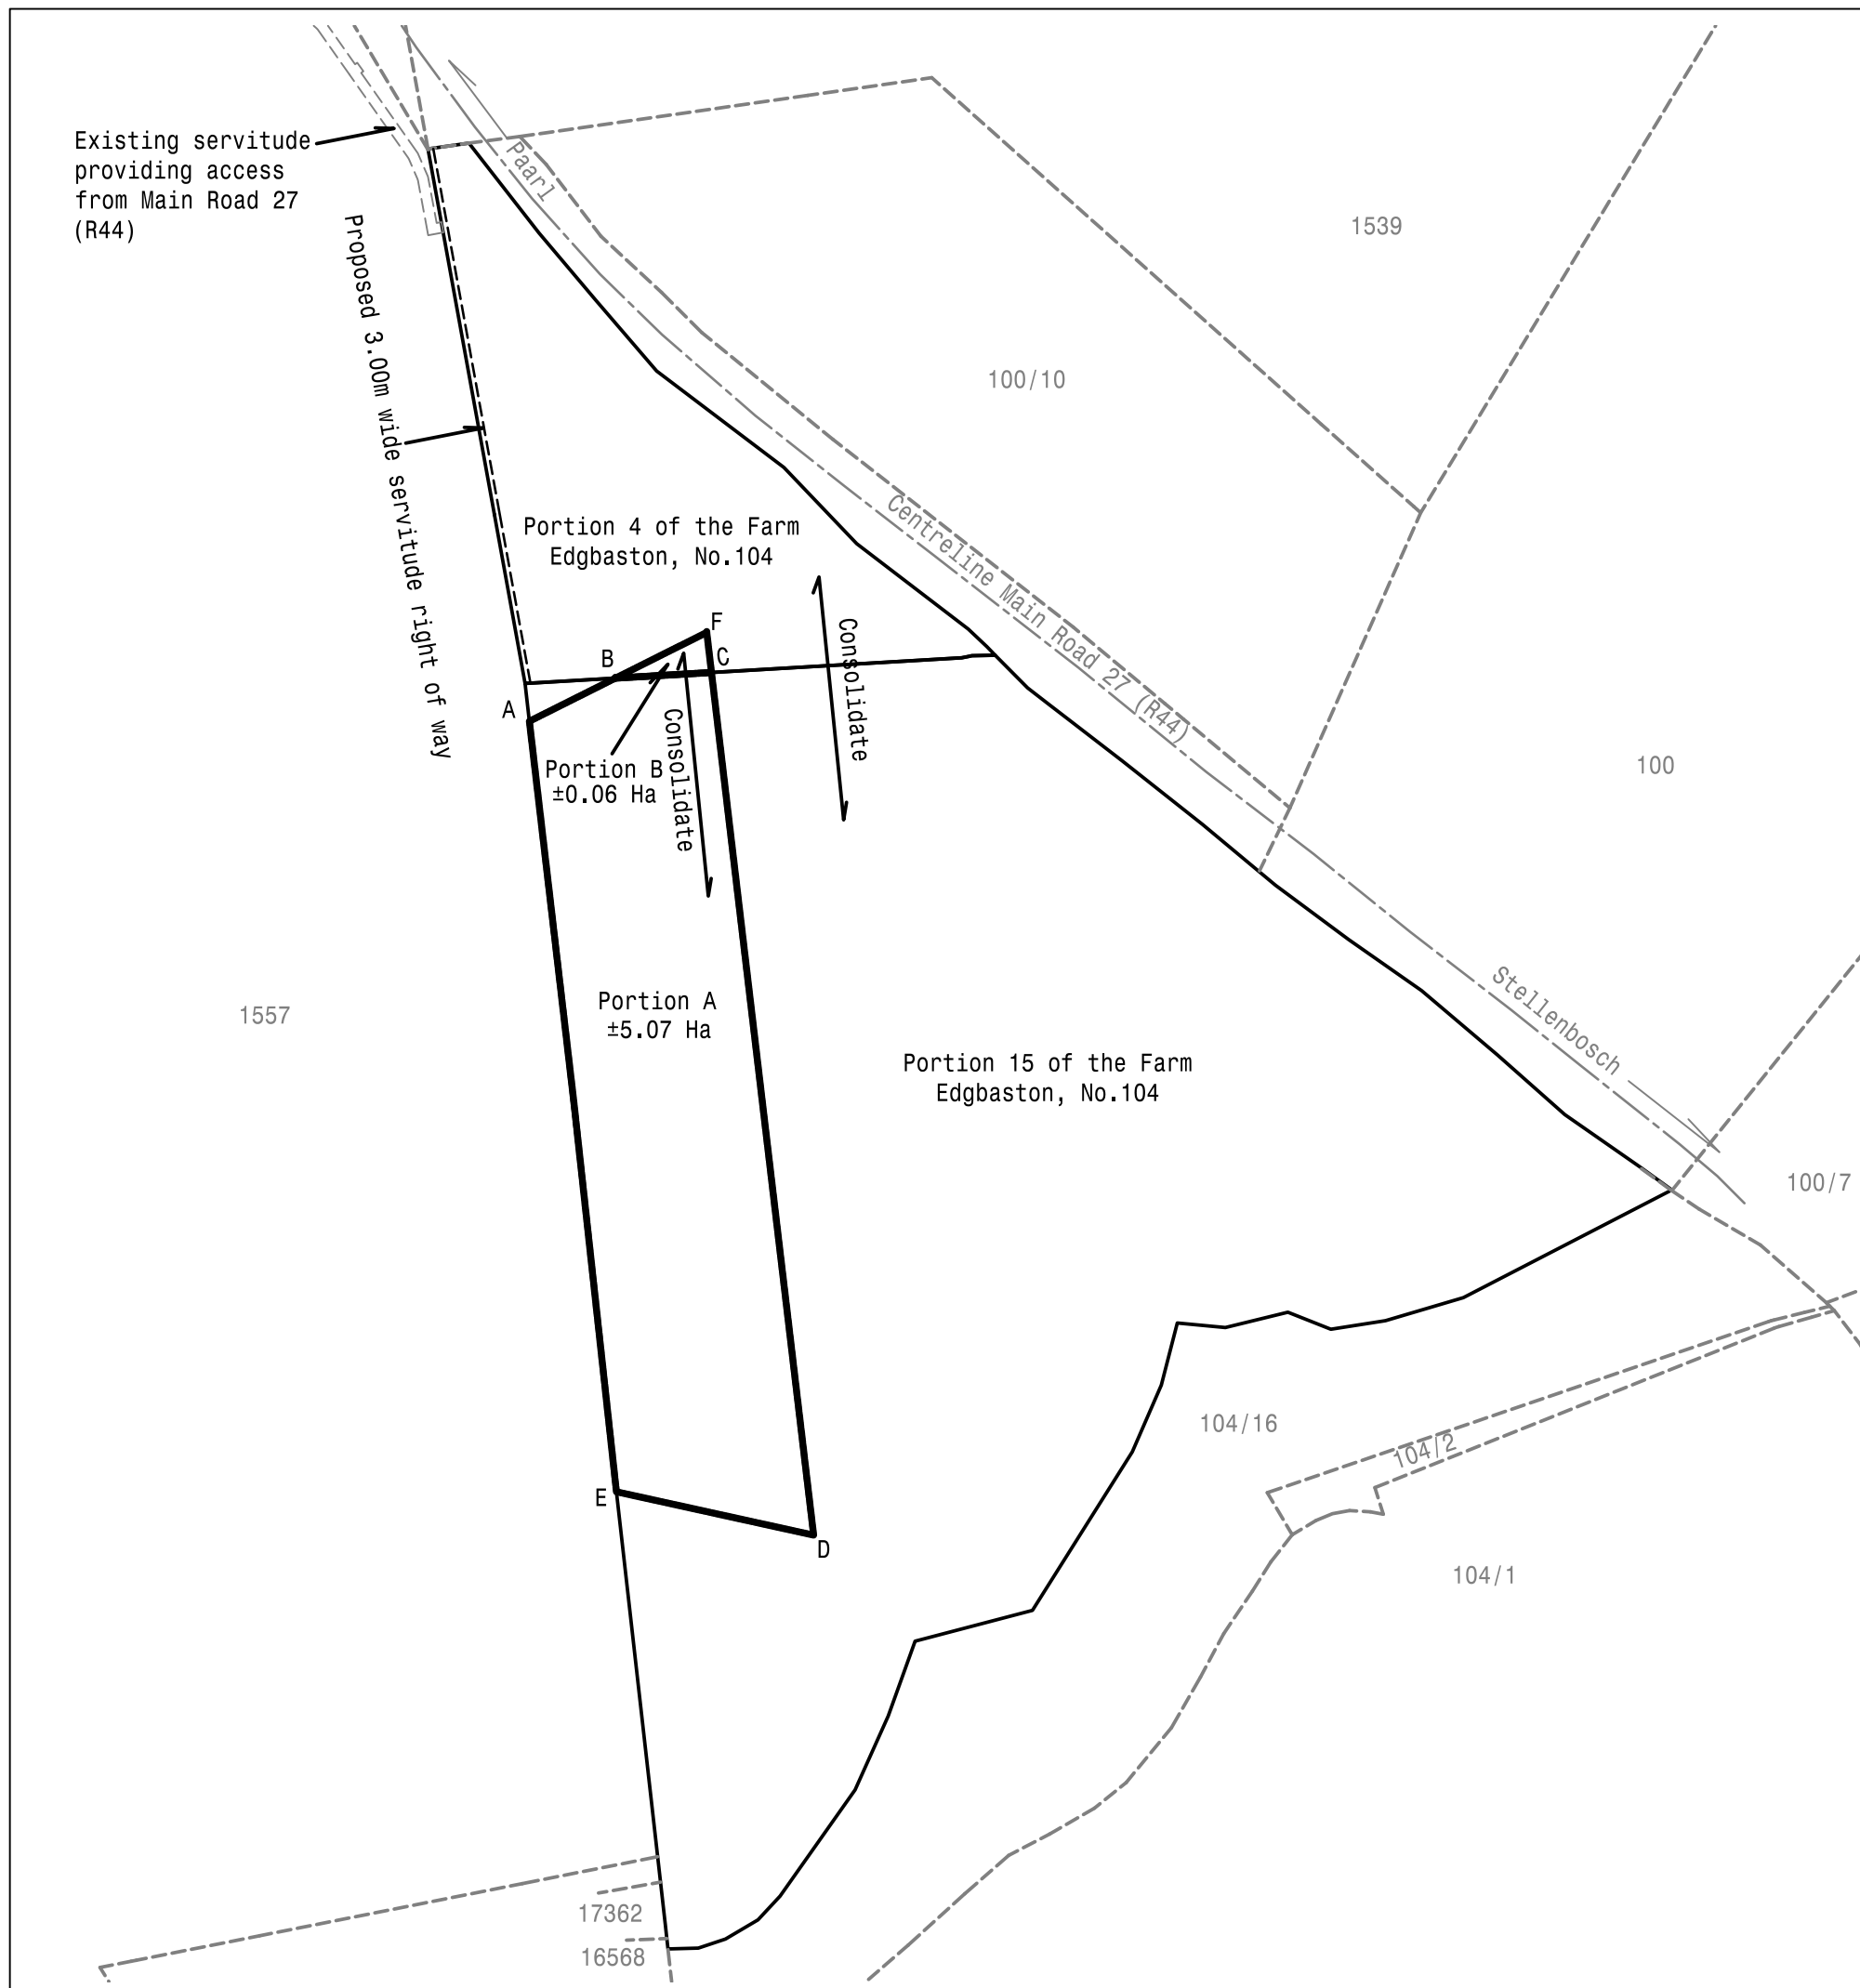 Existing servitude
providing access
from Main Road 27
(R44)
Paarl
1539
Proposed 3.00m wide servitude right of way
100/10
Portion 4 of the Farm
Edgbaston, No.104
Centreline Main Road 27 (R44)
F
B
C
Consolidate
A
Consolidate
Portion B
±0.06 Ha
100
Portion A
±5.07 Ha
1557
Stellenbosch
Portion 15 of the Farm
Edgbaston, No.104
100/7
104/16
104/2
E
D
104/1
17362
16568